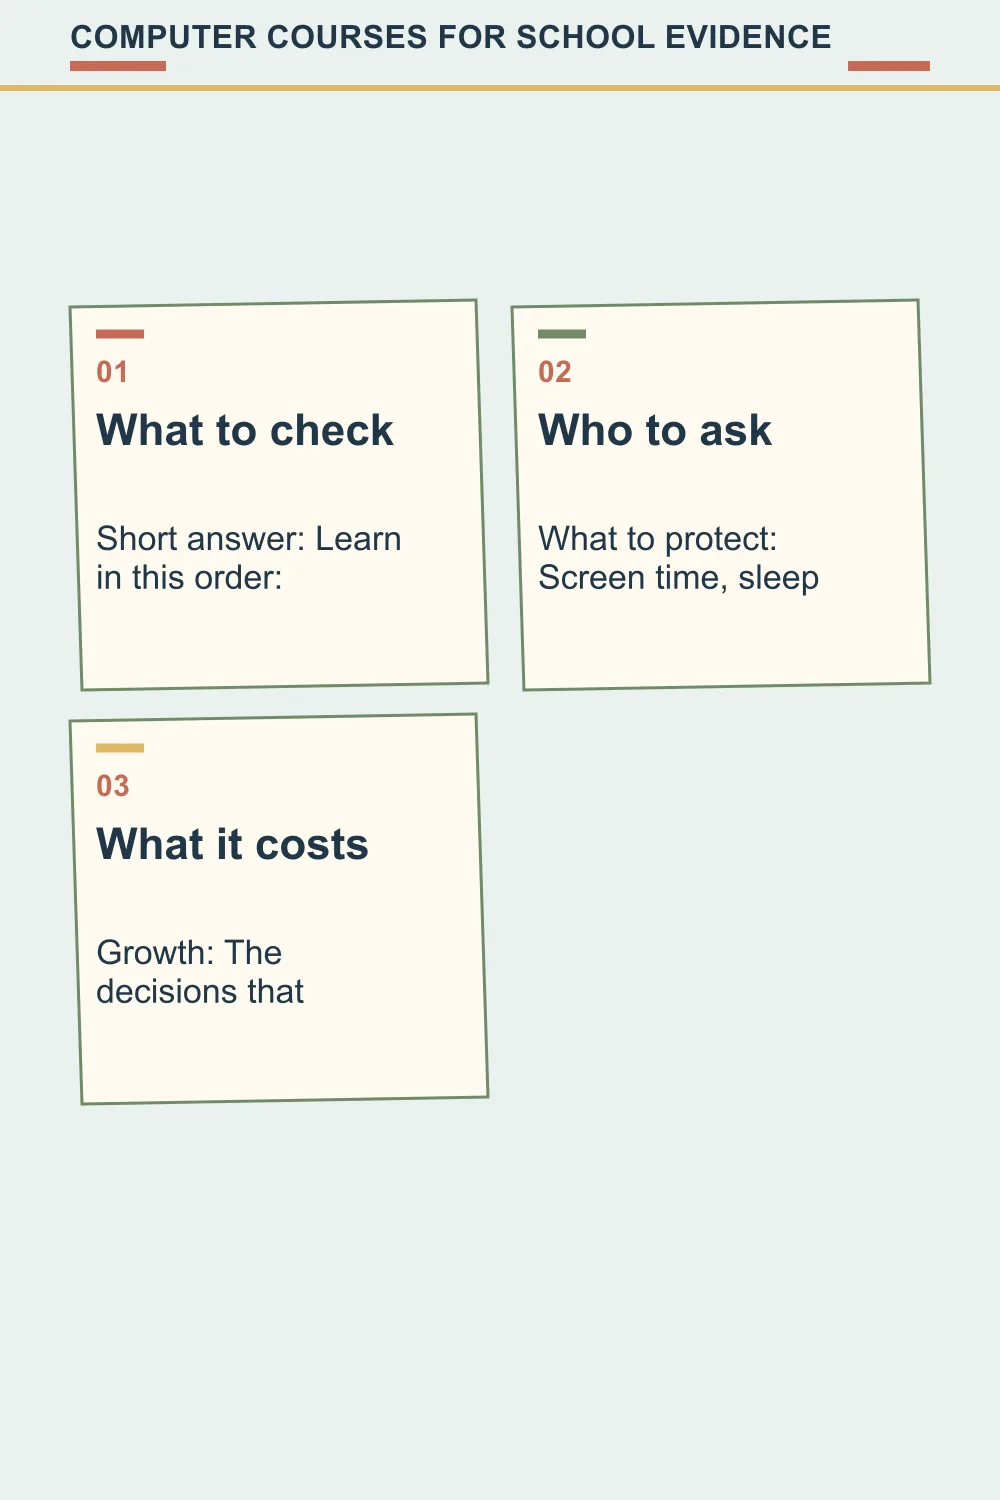 COMPUTER COURSES FOR SCHOOL EVIDENCE
01
What to check
Short answer: Learn
in this order:
02
Who to ask
What to protect:
Screen time, sleep
03
What it costs
Growth: The
decisions that